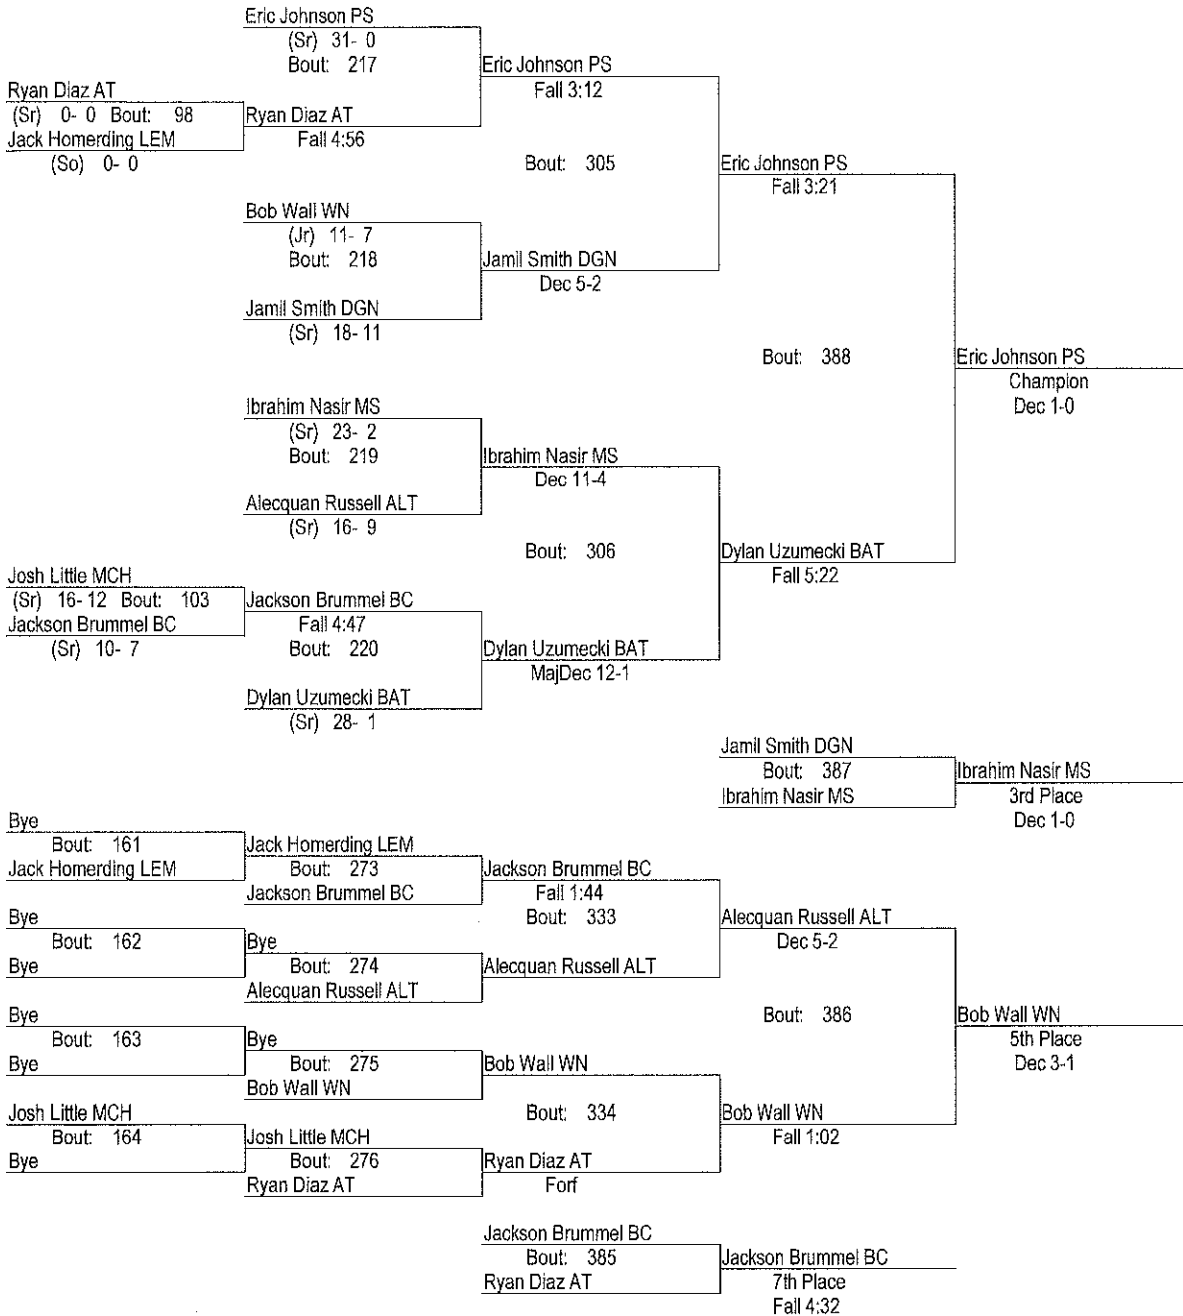 Eric Johnson PS
(Sr) 31- 0
Bout: 217
Eric Johnson PS
Fall 3:12
Ryan Diaz AT
(Sr) 0- 0 Bout: 98
Ryan Diaz AT
Jack Homerding LEM
Fall 4:56
(So) 0- 0
Bout: 305
Eric Johnson PS
Fall 3:21
Bob Wall WN
(Jr) 11- 7
Bout: 218
Jamil Smith DGN
Dec 5-2
Jamil Smith DGN
(Sr) 18- 11
Bout: 388
Eric Johnson PS
Champion
Dec 1-0
Ibrahim Nasir MS
(Sr) 23- 2
Bout: 219
Ibrahim Nasir MS
Dec 11-4
Alecquan Russell ALT
(Sr) 16- 9
Bout: 306
Dylan Uzumecki BAT
Fall 5:22
Josh Little MCH
(Sr) 16- 12 Bout: 103
Jackson Brummel BC
Jackson Brummel BC
Fall 4:47
(Sr) 10- 7
Bout: 220
Dylan Uzumecki BAT
MajDec 12-1
Dylan Uzumecki BAT
(Sr) 28- 1
Jamil Smith DGN
Bout: 387
Ibrahim Nasir MS
Ibrahim Nasir MS
3rd Place
Dec 1-0
Bye
Bout: 161
Jack Homerding LEM
Jack Homerding LEM
Bout: 273
Jackson Brummel BC
Jackson Brummel BC
Fall 1:44
Bye
Bout: 333
Alecquan Russell ALT
Dec 5-2
Bout: 162
Bye
Bye
Bout: 274
Alecquan Russell ALT
Alecquan Russell ALT
Bye
Bout: 386
Bob Wall WN
5th Place
Dec 3-1
Bout: 163
Bye
Bye
Bout: 275
Bob Wall WN
Bob Wall WN
Josh Little MCH
Bout: 334
Bob Wall WN
Fall 1:02
Bout: 164
Bye
Josh Little MCH
Bout: 276
Ryan Diaz AT
Ryan Diaz AT
Forf
Jackson Brummel BC
Bout: 385
Ryan Diaz AT
Jackson Brummel BC
7th Place
Fall 4:32